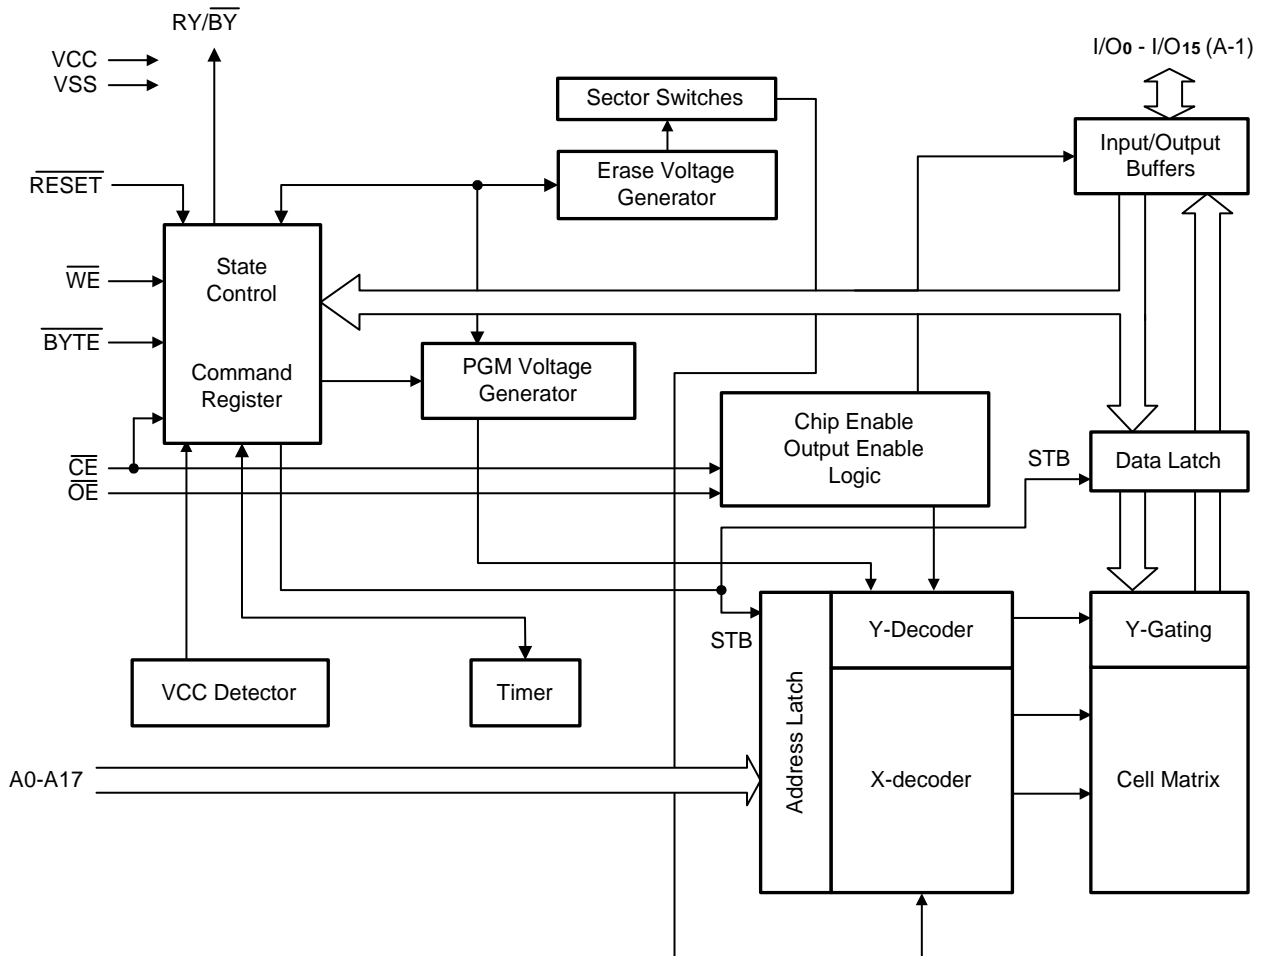 RY/BY
VCC
VSS
I/O0 - I/O15 (A-1)
Sector Switches
Input/Output
Buffers
Erase Voltage
Generator
RESET
State
Control
WE
BYTE
Command
Register
PGM Voltage
Generator
Chip Enable
Output Enable
Logic
CE
OE
STB
Data Latch
Y-Decoder
Y-Gating
STB
VCC Detector
Timer
Address Latch
A0-A17
X-decoder
Cell Matrix